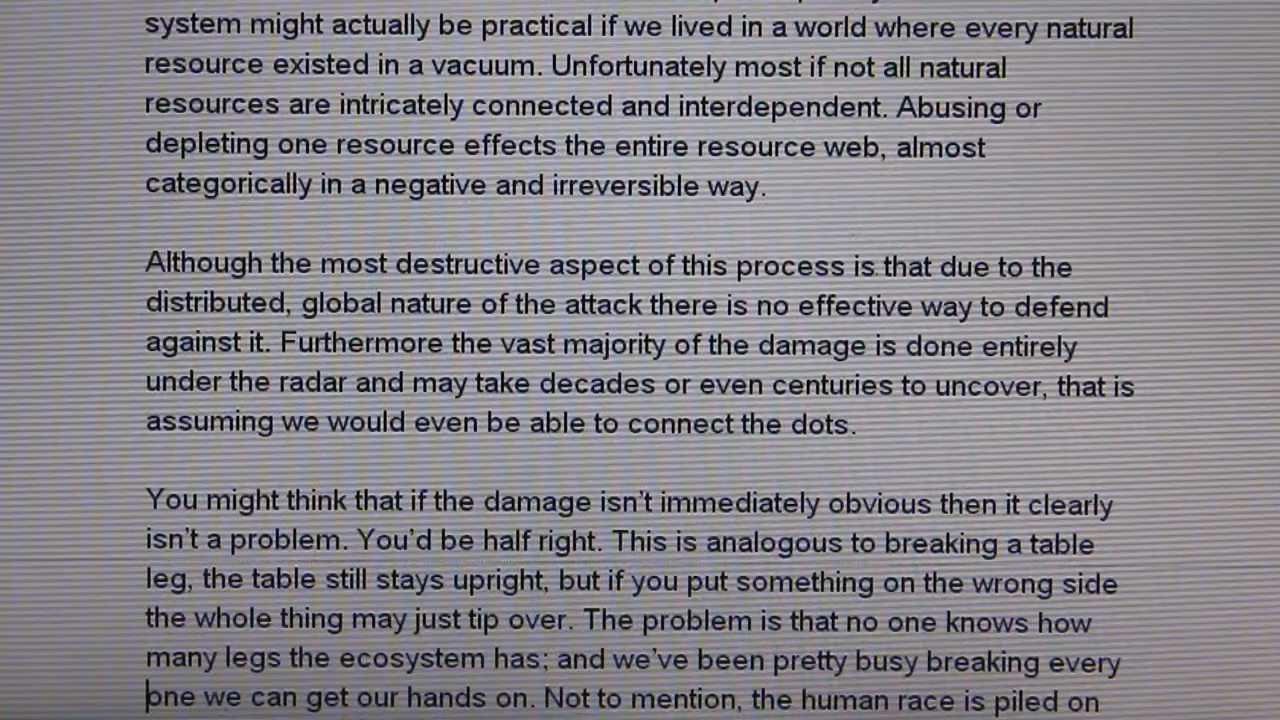 system might actually be practical if we lived in a world where every natural
resource existed in a vacuum. Unfortunately most if not all natural
resources are intricately connected and interdependent. Abusing or
depleting one resource effects the entire resource web, almost
categorically in a negative and irreversible way.
Although the most destructive aspect of this process is that due to the
distributed, global nature of the attack there is no effective way to defend
against it. Furthermore the vast majority of the damage is done entirely
under the radar and may take decades or even centuries to uncover, that is
assuming we would even be able to connect the dots.
You might think that if the damage isn't immediately obvious then it clearly
isn't a problem. You'd be half right. This is analogous to breaking a table
leg, the table still stays upright, but if you put something on the wrong side
the whole thing may just tip over. The problem is that no one knows how
many legs the ecosystem has; and we've been pretty busy breaking every
one we can get our hands on. Not to mention, the human race is piled on